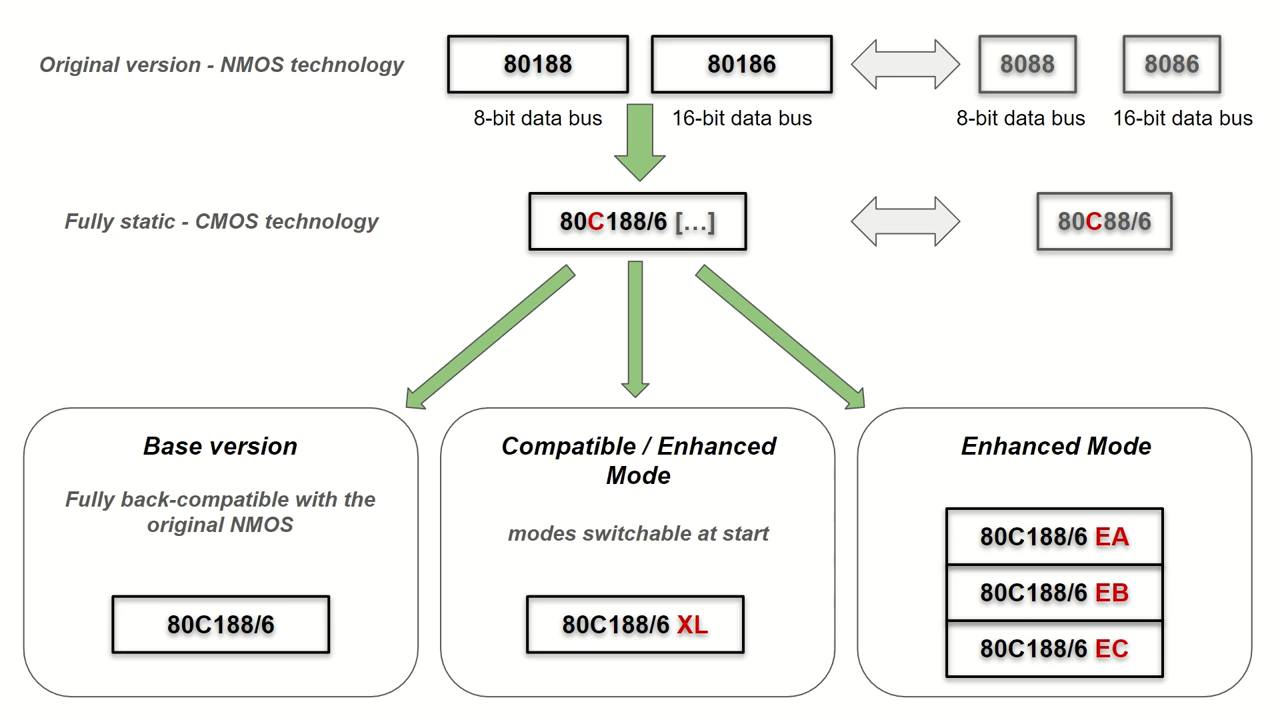 Original version - NMOS technology
80188
80186
8088
8086
8-bit data bus
16-bit data bus
8-bit data bus
16-bit data bus
Fully static - CMOS technology
80C188/6 [...]
80C88/6
Base version
Fully back-compatible with the
original NMOS
80C188/6
Compatible / Enhanced
Mode
modes switchable at start
80C188/6 XL
Enhanced Mode
80C188/6 EA
80C188/6 EB
80C188/6 EC